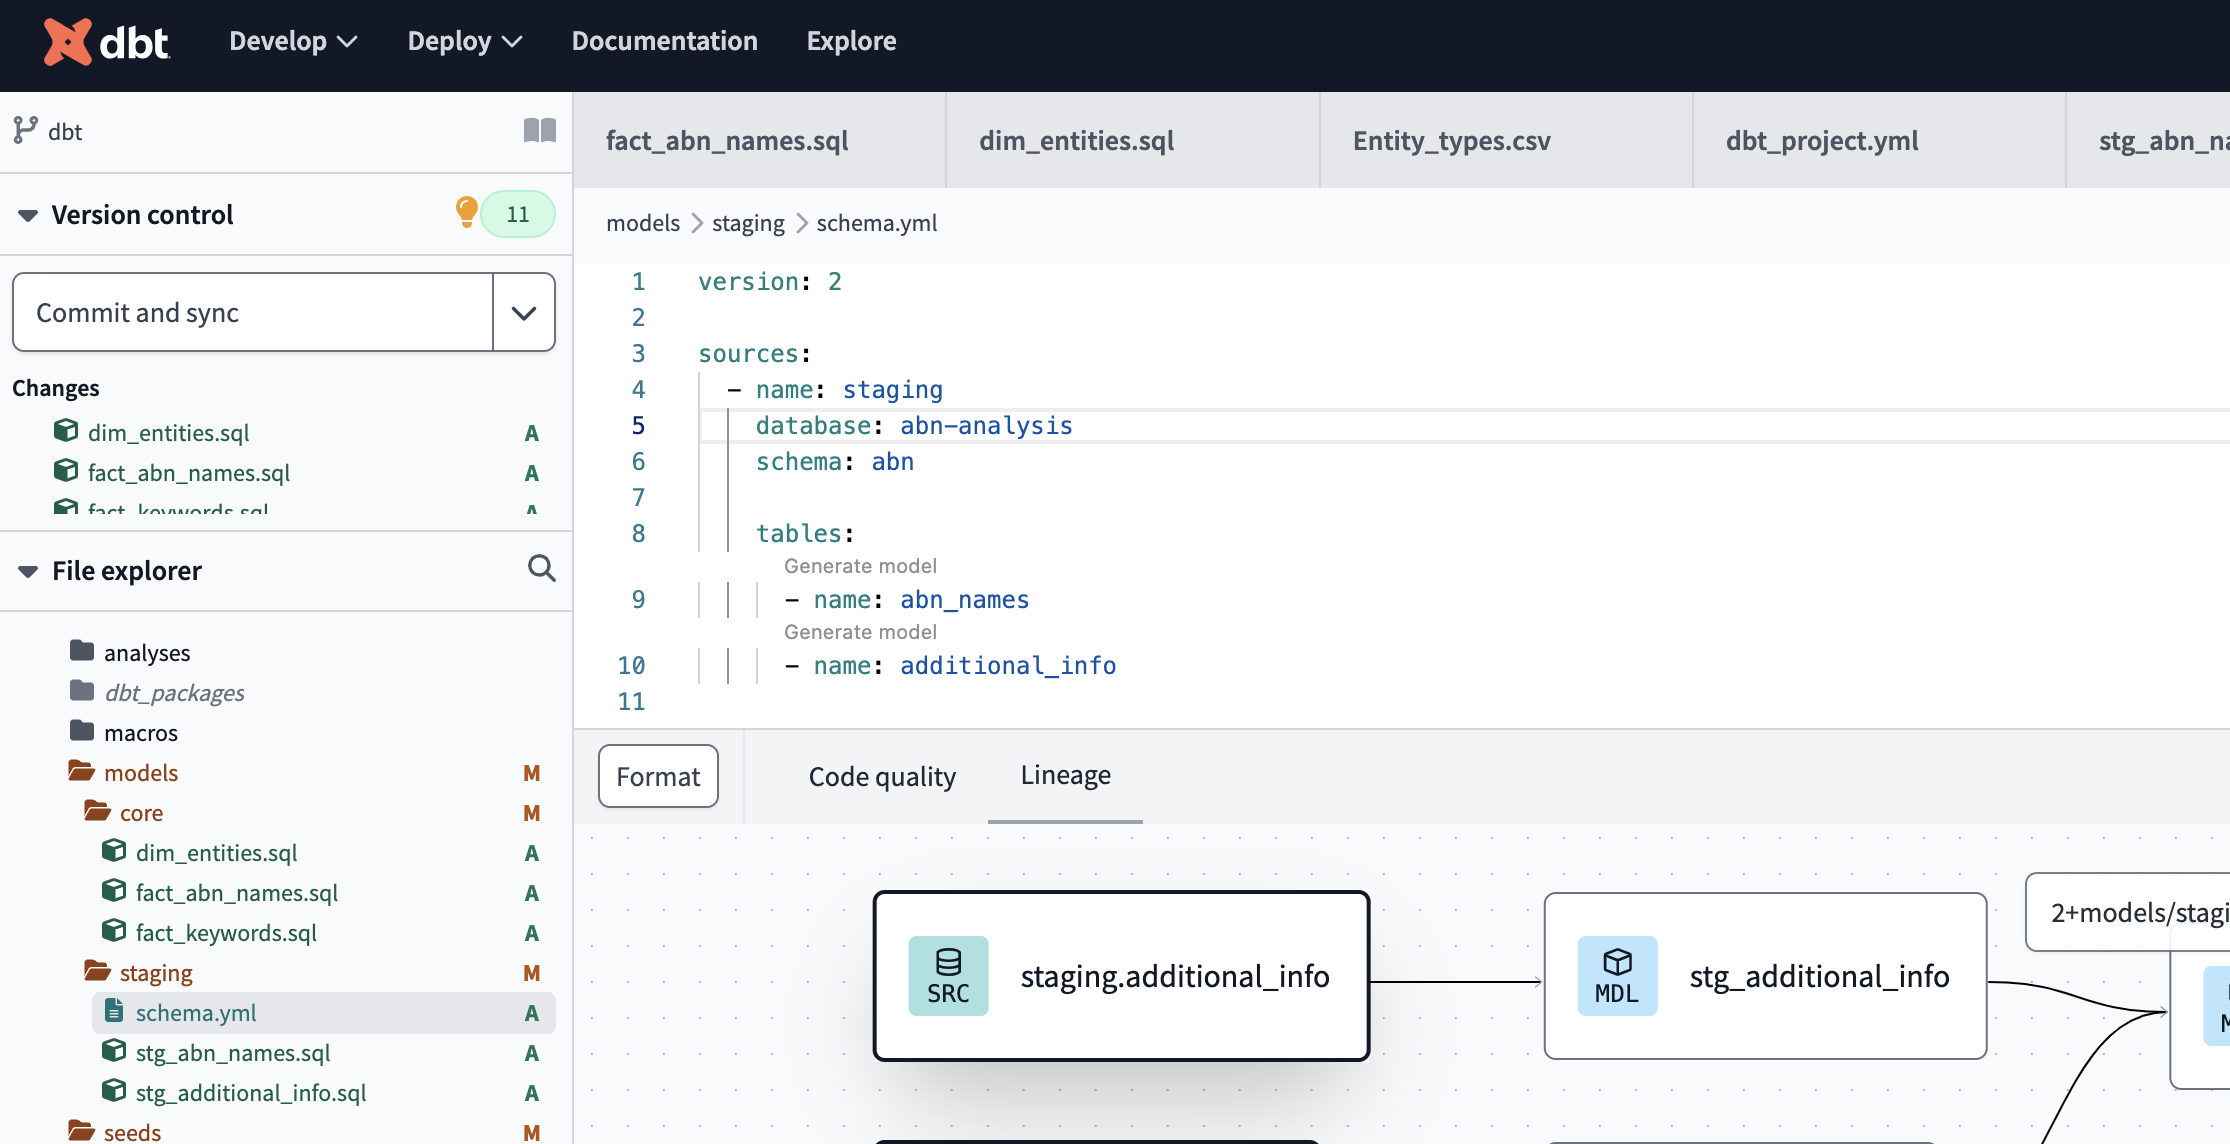 dbt Develop Deploy Documentation Explore
dbt
Version control 11
Commit and sync
Changes
dim_entities.sql A
fact_abn_names.sql A
fact_keywords.sql A
File explorer
analyses
dbt_packages
macros
models M
core M
dim_entities.sql A
fact_abn_names.sql A
fact_keywords.sql A
staging M
schema.yml A
stg_abn_names.sql A
stg_additional_info.sql A
seeds M
fact_abn_names.sql dim_entities.sql Entity_types.csv dbt_project.yml stg_abn_na
models > staging > schema.yml
1 version: 2
2
3 sources:
4 - name: staging
5 database: abn-analysis
6 schema: abn
7
8 tables:
Generate model
9 - name: abn_names
Generate model
10 - name: additional_info
11
Format Code quality Lineage
SRC staging.additional_info
MDL stg_additional_info
2+models/stagi